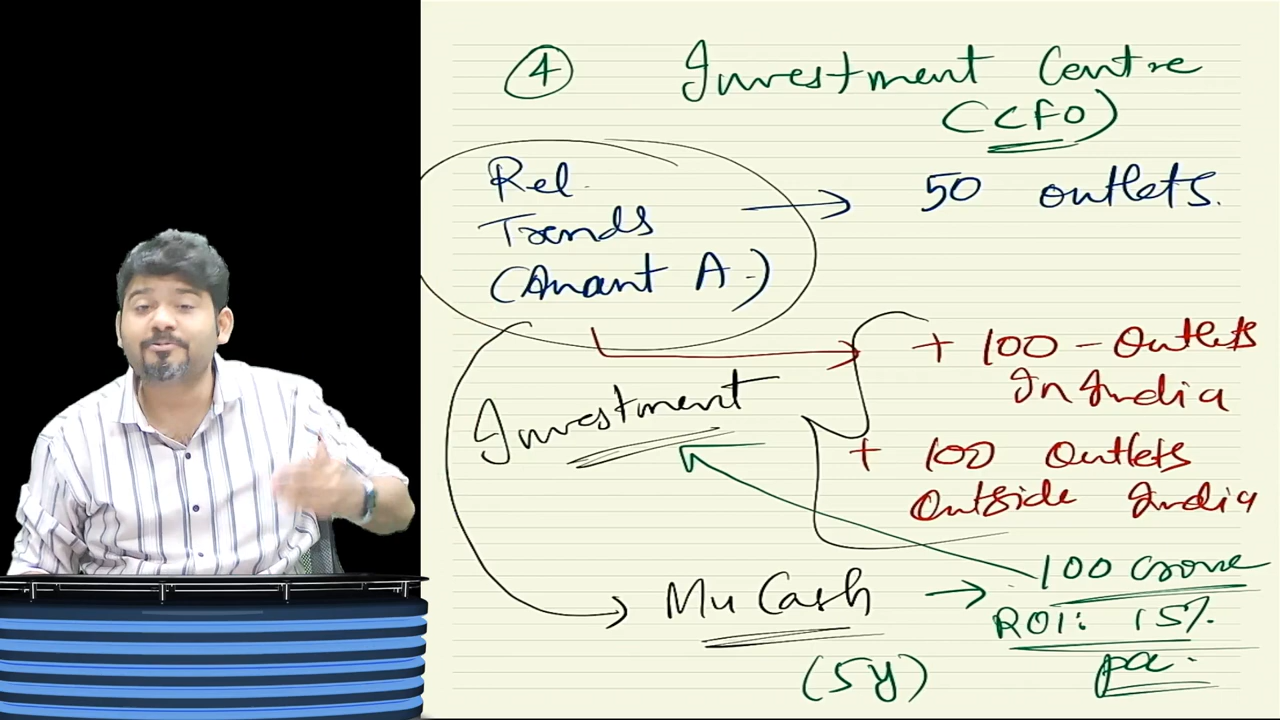 4 Investment Centre
(CFO)
Rel.
Trends
(Anant A.)
50 outlets.
+ 100 - Outlets
In India
Investment
+ 100 Outlets
Outside India
Mu Cash
(5y)
100 crore
ROI: 15%
pa.